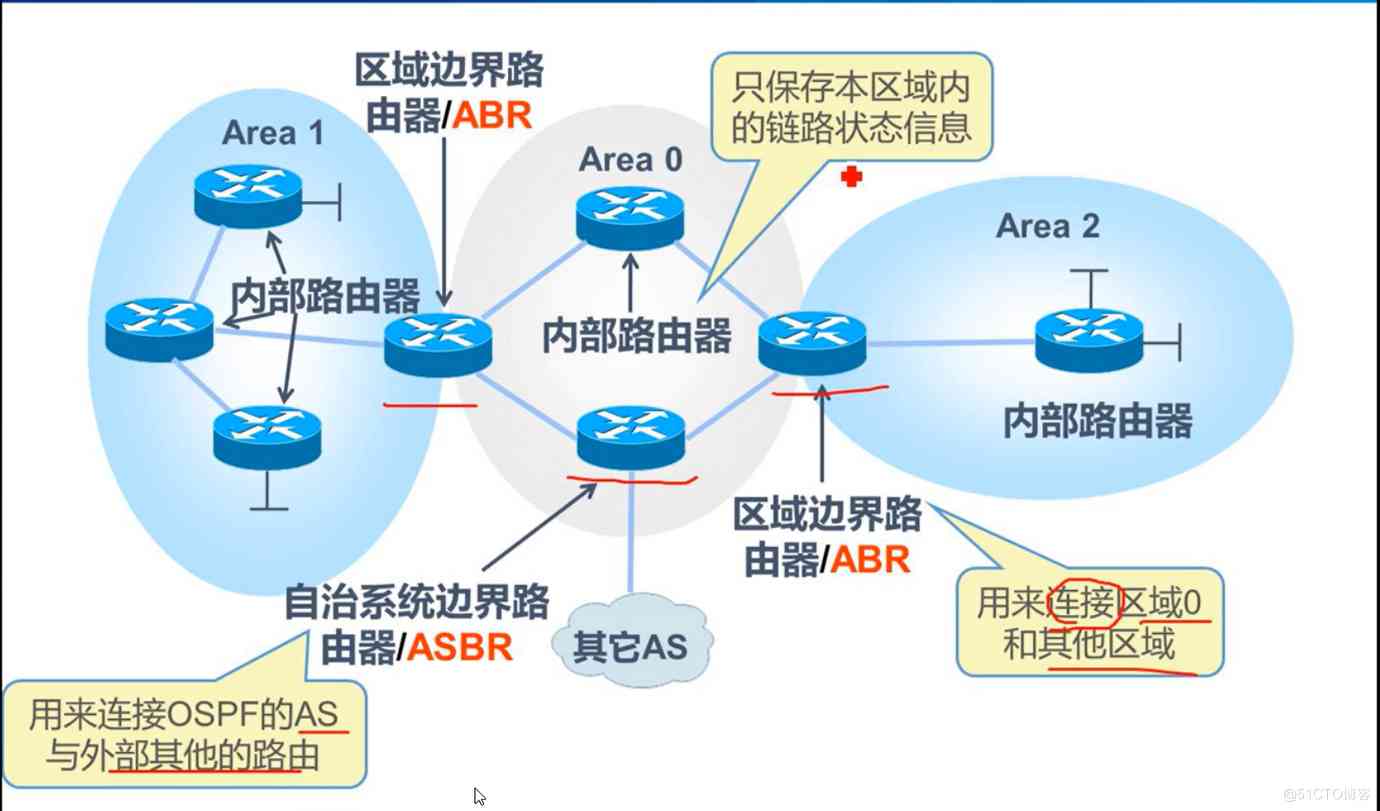 区域边界路
由器/ABR
只保存本区域内
的链路状态信息
Area 1
Area 0
Area 2
内部路由器
内部路由器
内部路由器
区域边界路
由器/ABR
自治系统边界路
由器/ASBR
其它AS
用来连接区域0
和其他区域
用来连接OSPF的AS
与外部其他的路由
@51CTO博客